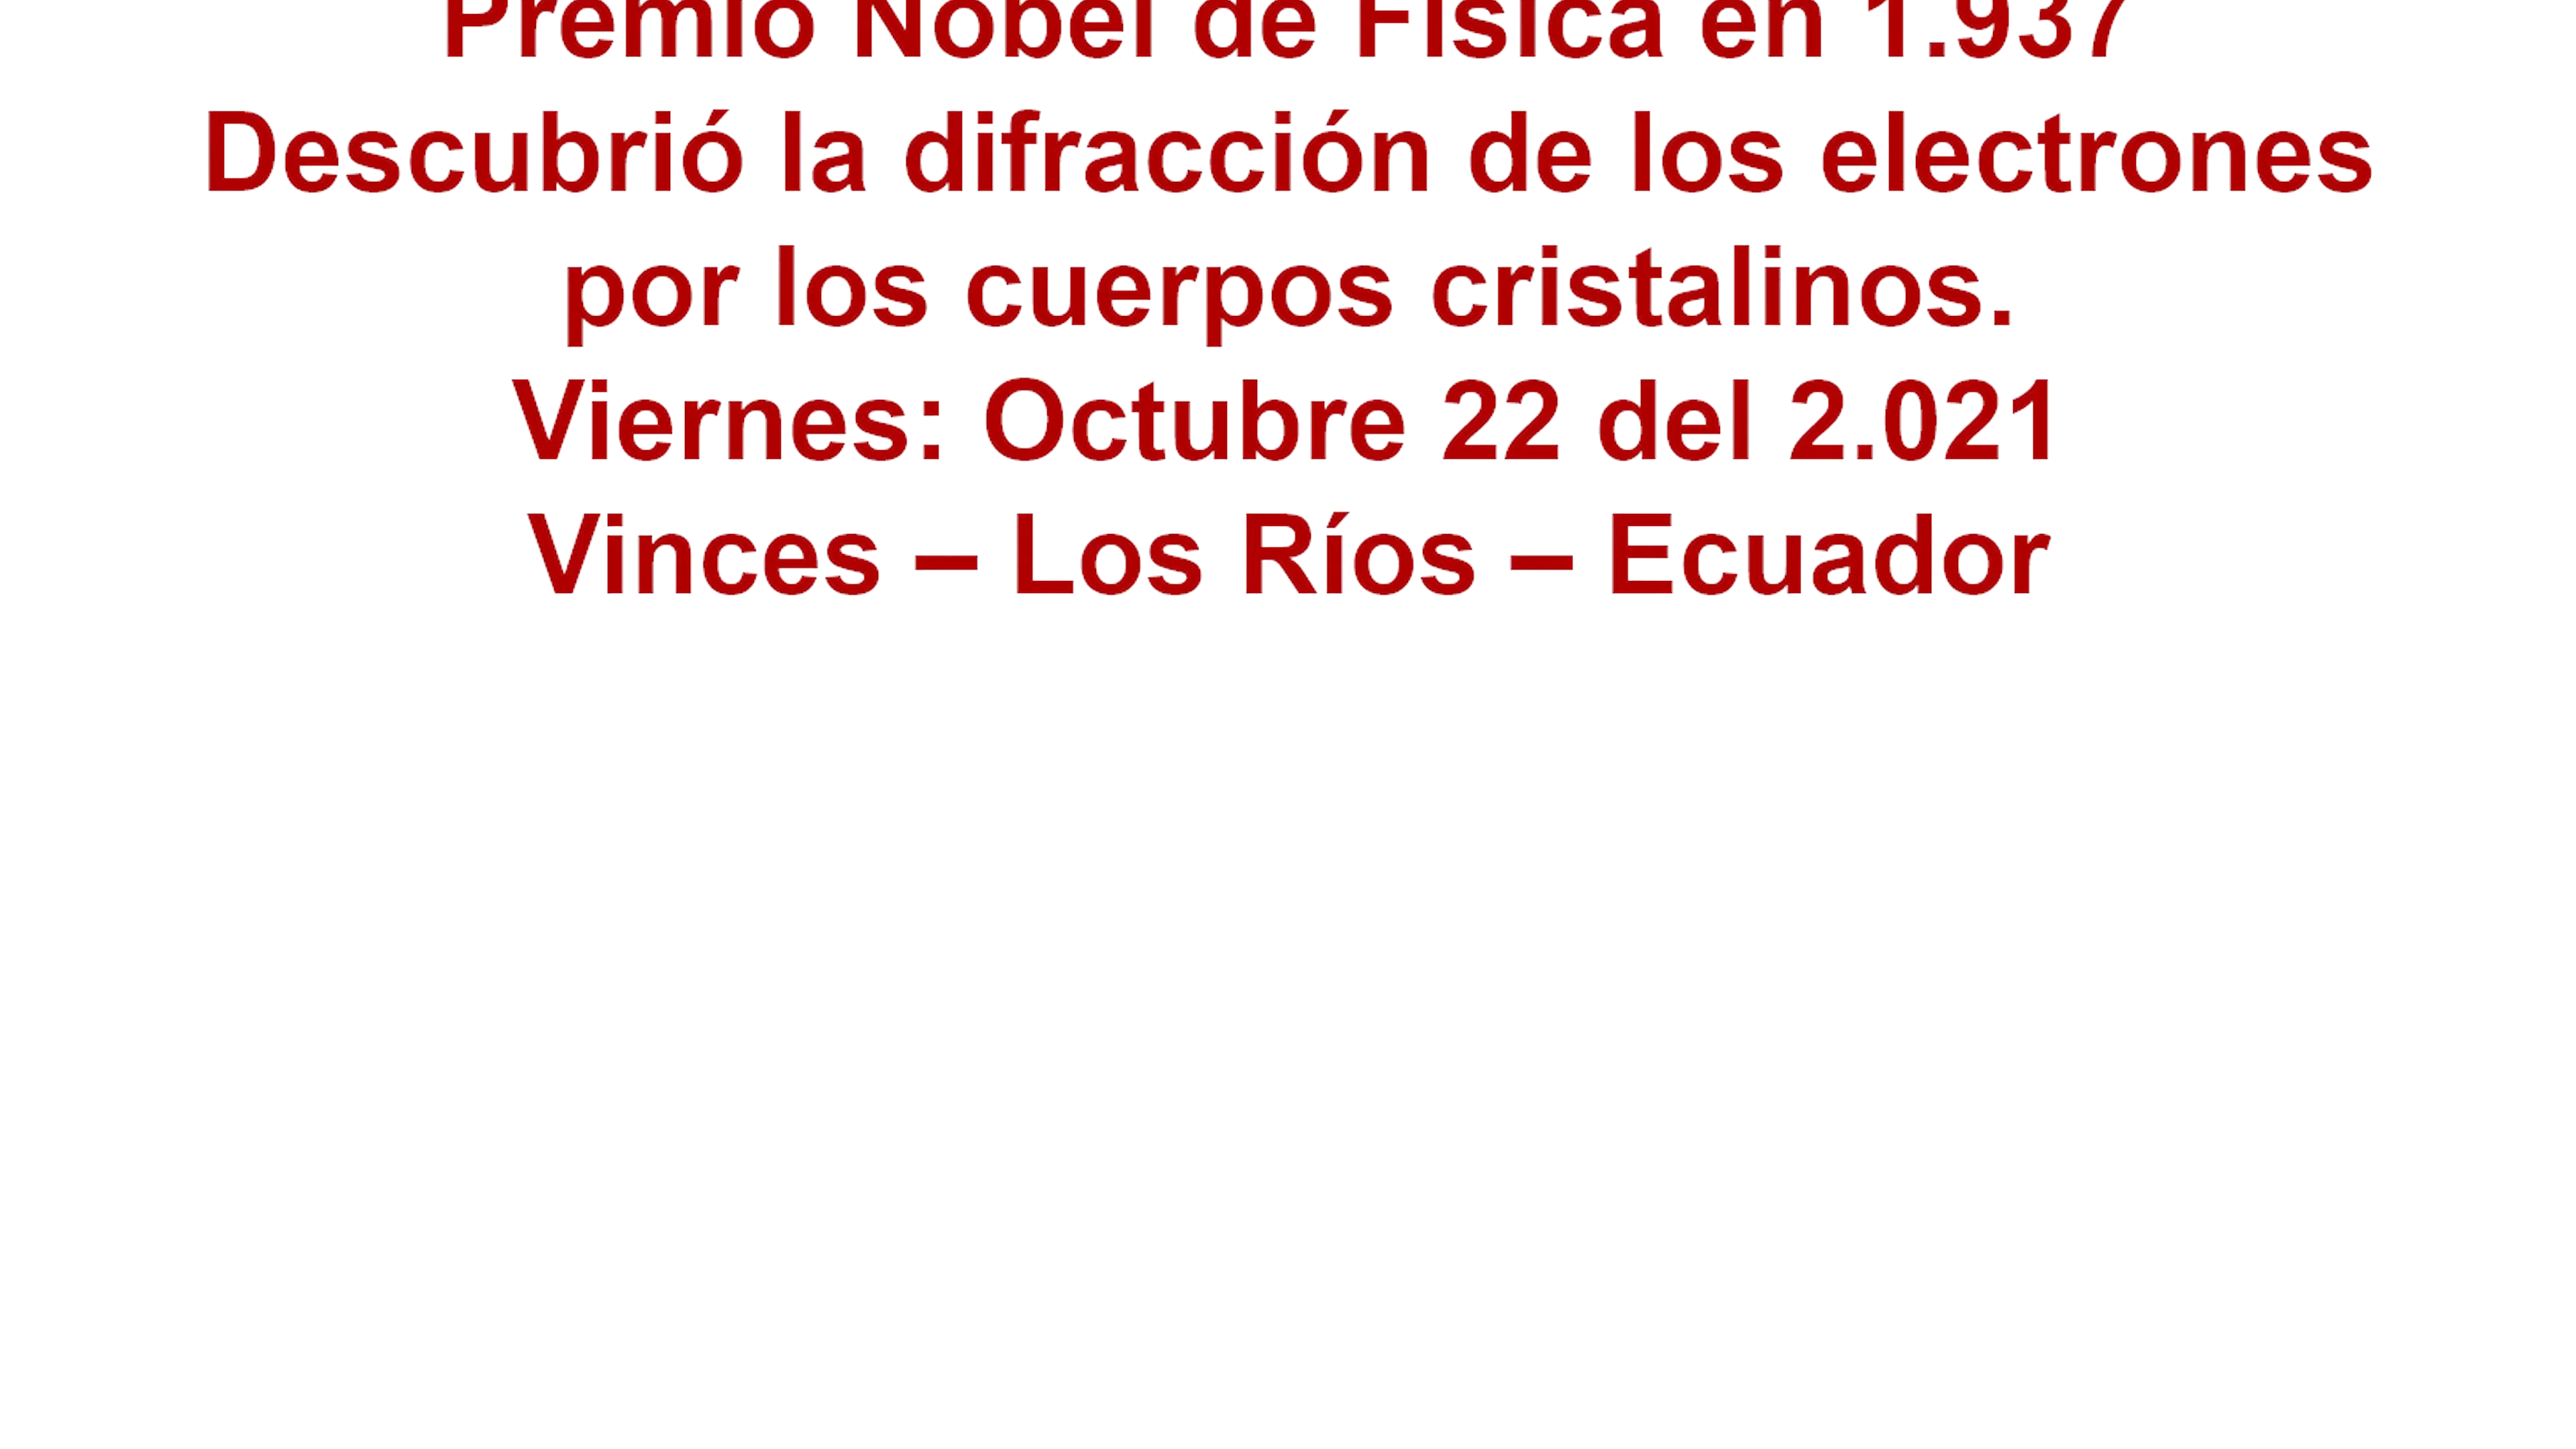 Premio Nobel de Física en 1.937
Descubrió la difracción de los electrones
por los cuerpos cristalinos.
Viernes: Octubre 22 del 2.021
Vinces – Los Ríos – Ecuador